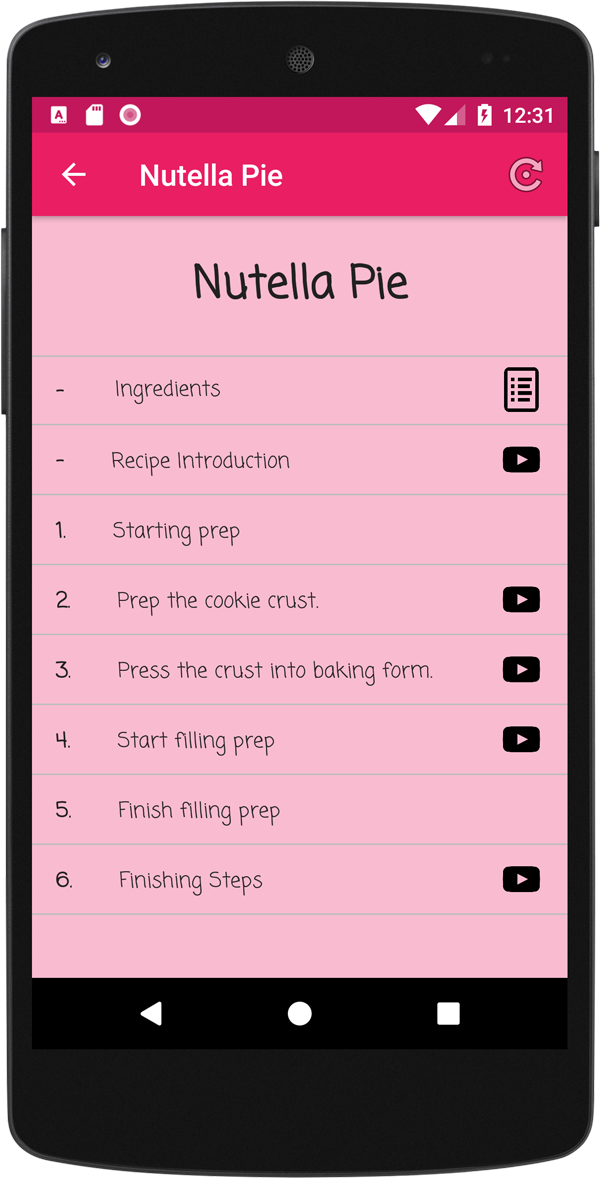 12:31
Nutella Pie
Nutella Pie
- Ingredients
- Recipe Introduction
1. Starting prep
2. Prep the cookie crust.
3. Press the crust into baking form.
4. Start filling prep
5. Finish filling prep
6. Finishing Steps